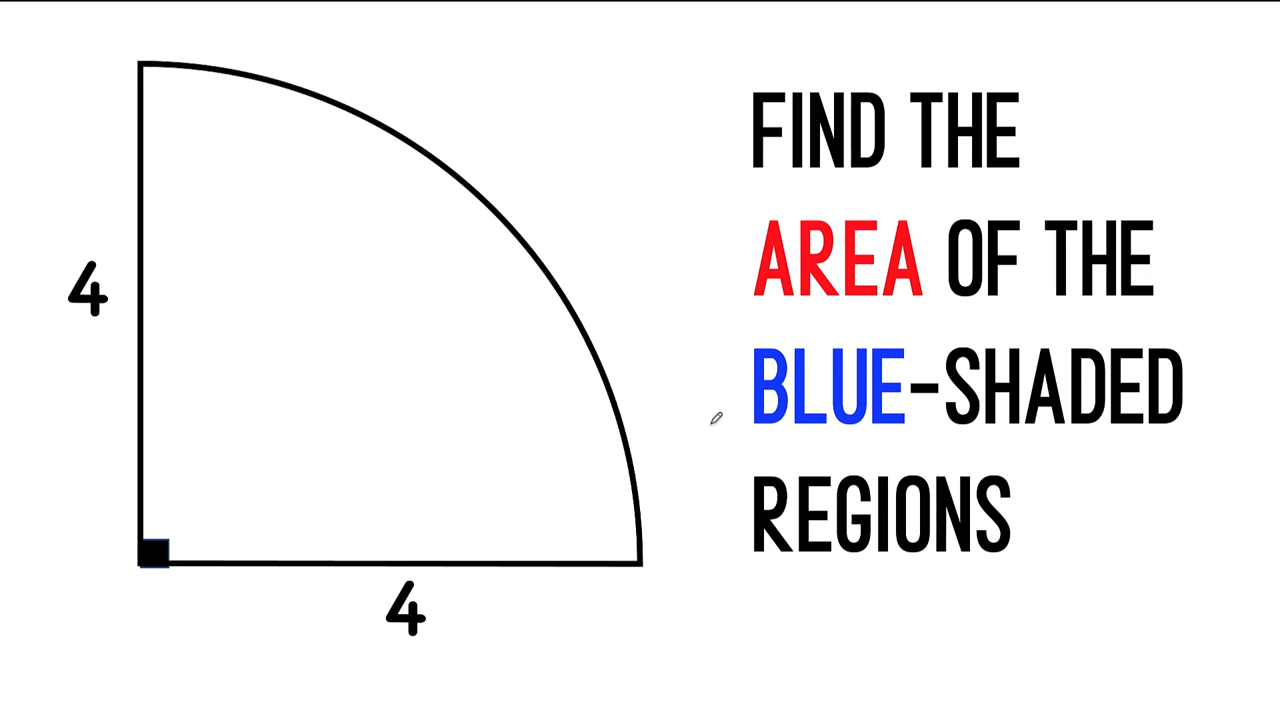 FIND THE
AREA OF THE
4
BLUE-SHADED
REGIONS
4